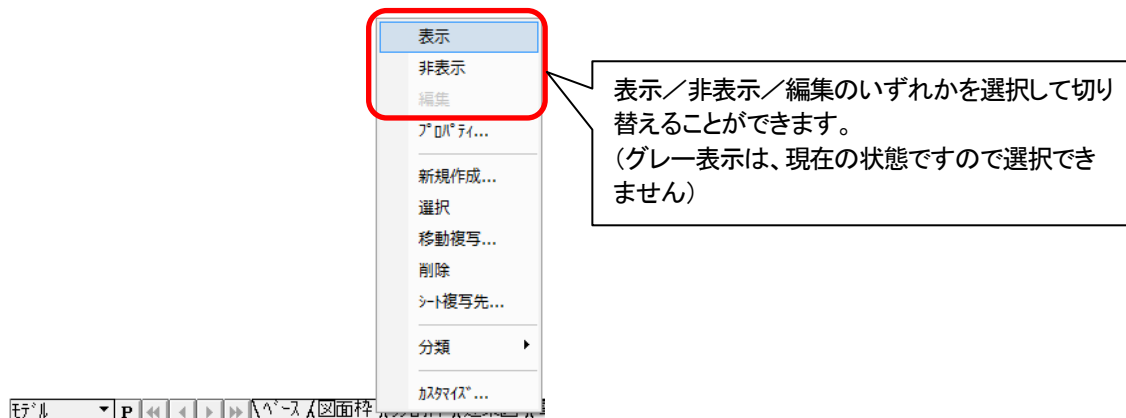 表示
非表示
編集
ﾌﾟﾛﾊﾟﾃｨ...
新規作成...
選択
移動複写...
削除
ｼｰﾄ複写先...
分類
ｶｽﾀﾏｲｽﾞ...
表示／非表示／編集のいずれかを選択して切り
替えることができます。
（グレー表示は、現在の状態ですので選択でき
ません）
ﾓﾃﾞﾙ P ﾍﾞｰｽ 図面枠